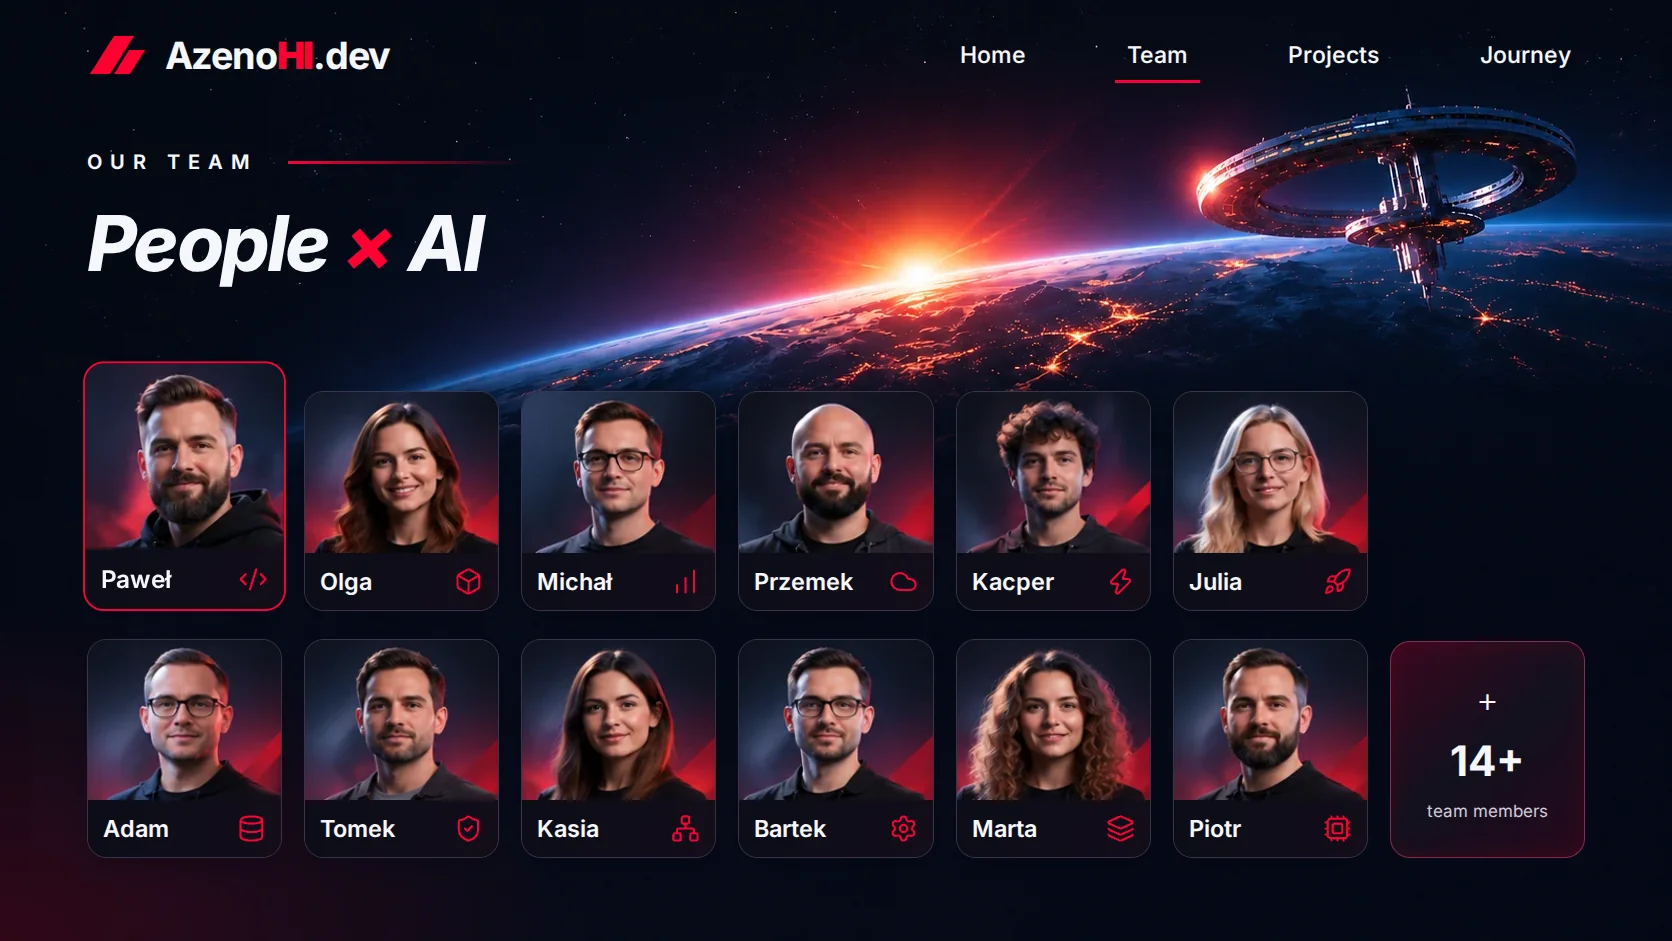 AzenoHI.dev
Home
Team
Projects
Journey
OUR TEAM
People × AI
Paweł
Olga
Michał
Przemek
Kacper
Julia
Adam
Tomek
Kasia
Bartek
Marta
Piotr
+
14+
team members